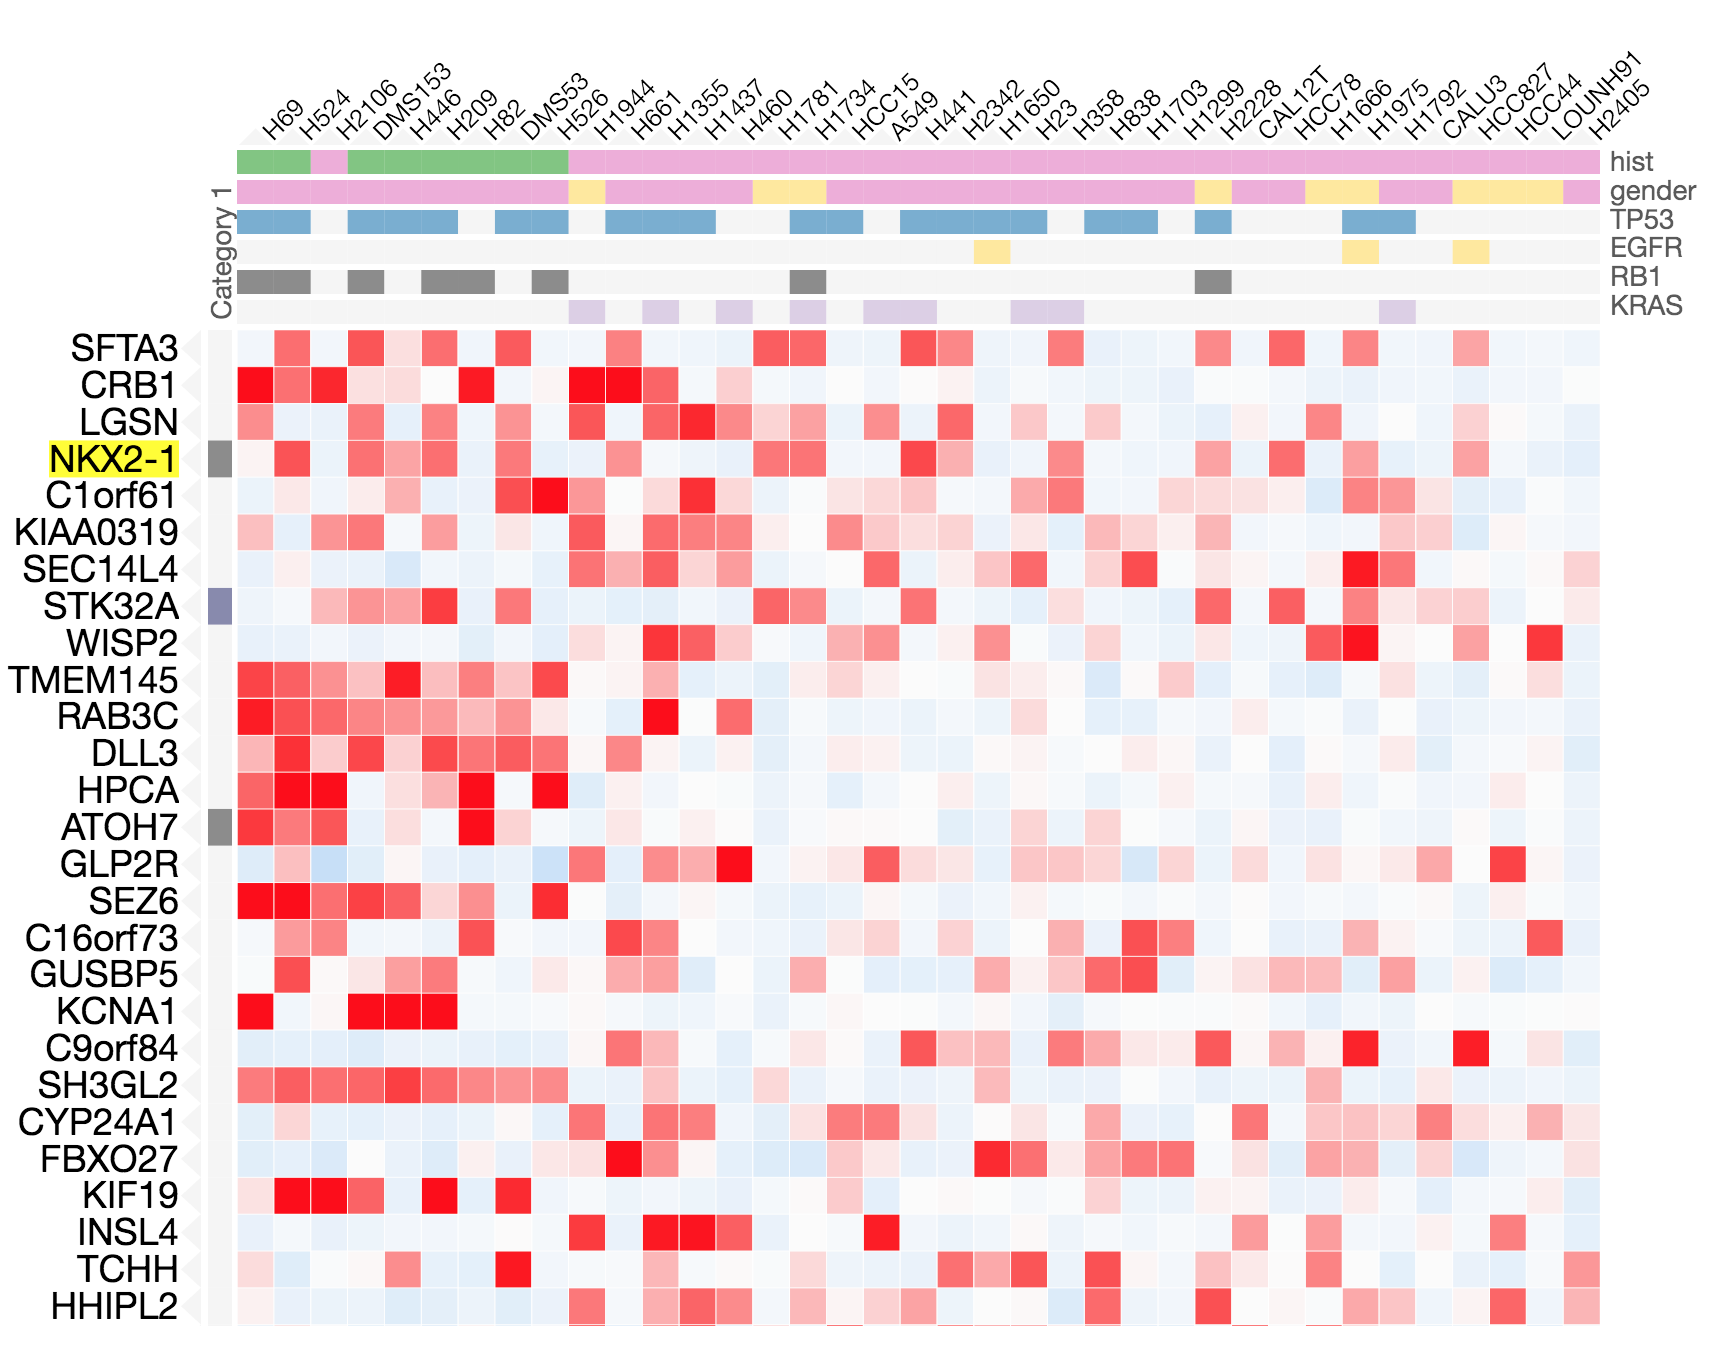 H69
H524
H2106
DMS153
H446
H209
H82
DMS53
H526
H1944
H661
H1355
H1437
H460
H1781
H1734
HCC15
A549
H441
H2342
H1650
H23
H358
H838
H1703
H1299
H2228
CAL12T
HCC78
H1666
H1975
H1792
CALU3
HCC827
HCC44
LOUNH91
H2405
Category 1
hist
gender
TP53
EGFR
RB1
KRAS
SFTA3
CRB1
LGSN
NKX2-1
C1orf61
KIAA0319
SEC14L4
STK32A
WISP2
TMEM145
RAB3C
DLL3
HPCA
ATOH7
GLP2R
SEZ6
C16orf73
GUSBP5
KCNA1
C9orf84
SH3GL2
CYP24A1
FBXO27
KIF19
INSL4
TCHH
HHIPL2